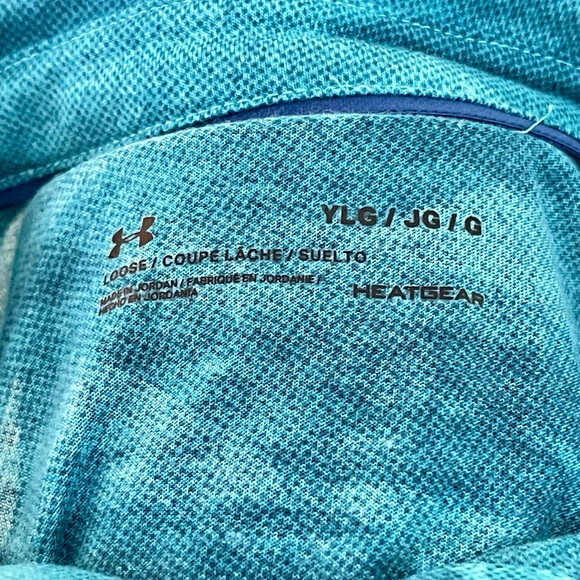 YLG / JG / G
LOOSE / COUPE LÂCHE / SUELTO
MADE IN JORDAN / FABRIQUÉ EN JORDANIE /
HECHO EN JORDANIA
HEATGEAR